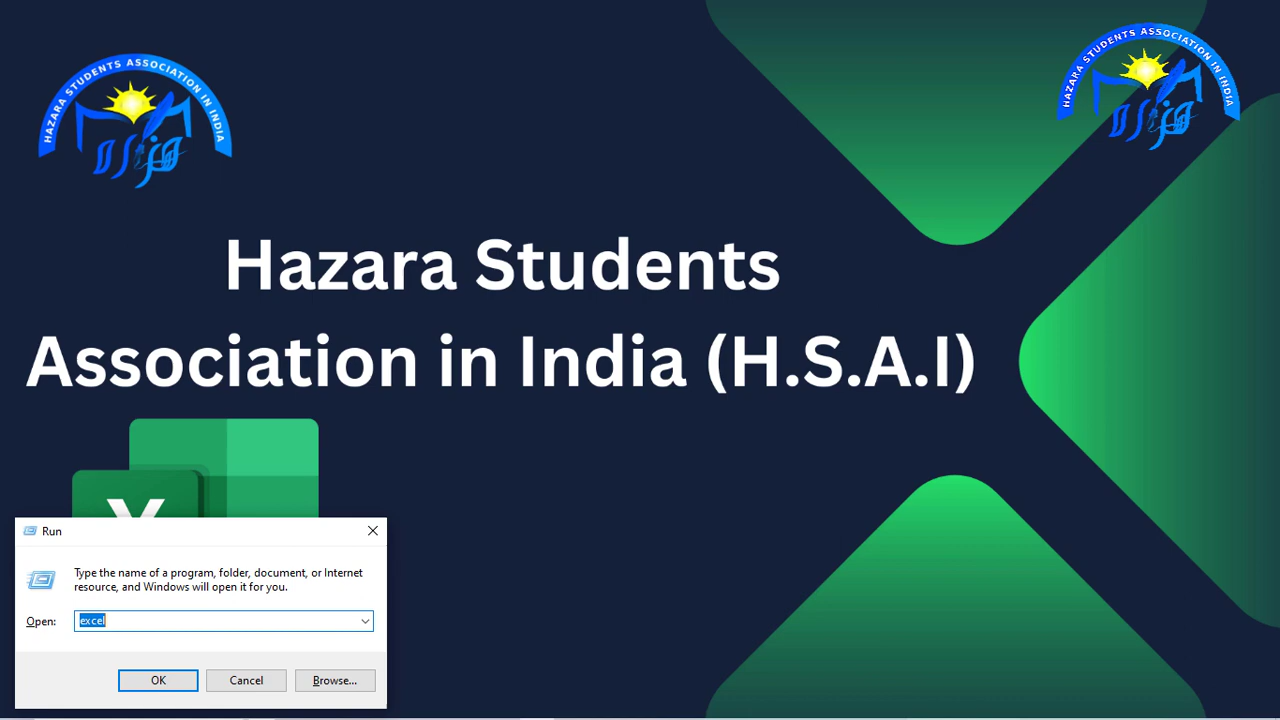 HAZARA STUDENTS ASSOCIATION IN INDIA
هزاره
HAZARA STUDENTS ASSOCIATION IN INDIA
هزاره
Hazara Students
Association in India (H.S.A.I)
X
Run
Type the name of a program, folder, document, or Internet
resource, and Windows will open it for you.
Open:
excel
OK
Cancel
Browse...